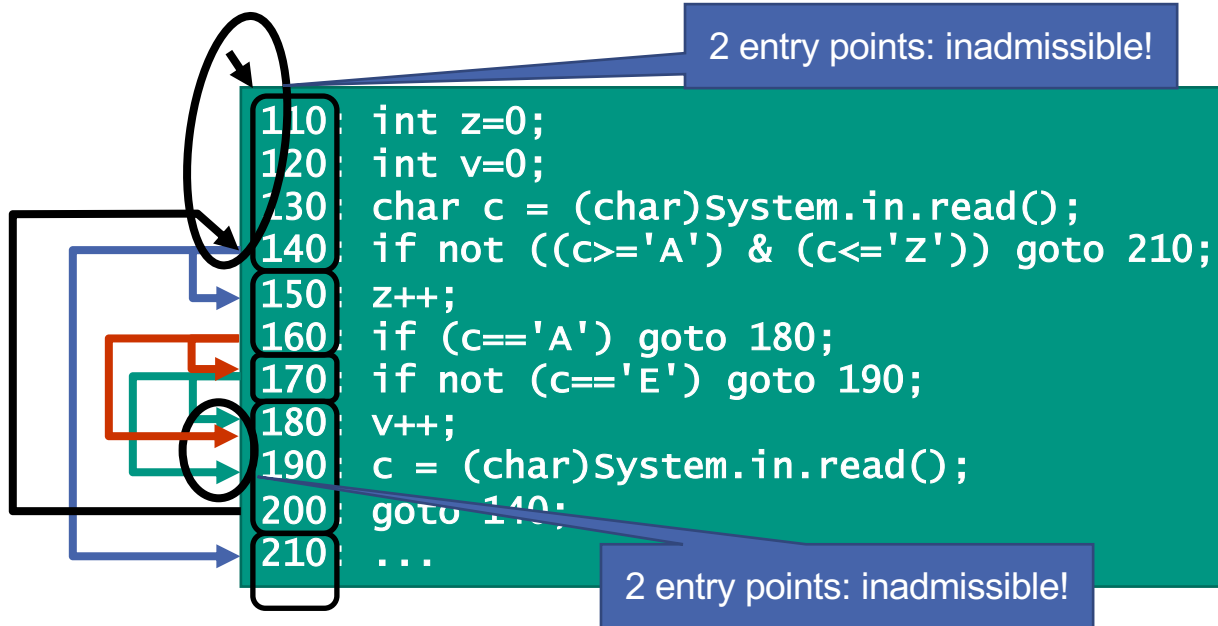 2 entry points: inadmissible!
110: int z=0;
120: int v=0;
130: char c = (char)System.in.read();
140: if not ((c>='A') & (c<='Z')) goto 210;
150: z++;
160: if (c=='A') goto 180;
170: if not (c=='E') goto 190;
180: v++;
190: c = (char)System.in.read();
200: goto 140;
210: ...
2 entry points: inadmissible!